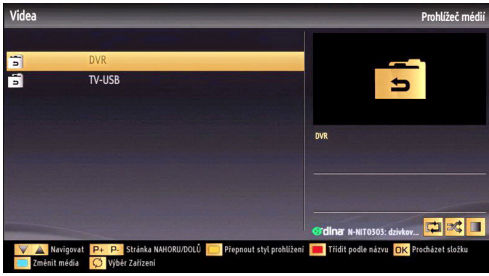 Videa
Prohlížeč médií
DVR
TV-USB
DVR
dlna N-NIT0303: dzivkov...
Navigovat P+ P- Stránka NAHORU/DOLŮ Přepnout styl prohlížení Třídit podle názvu OK Procházet složku
Změnit média Výběr Zařízení